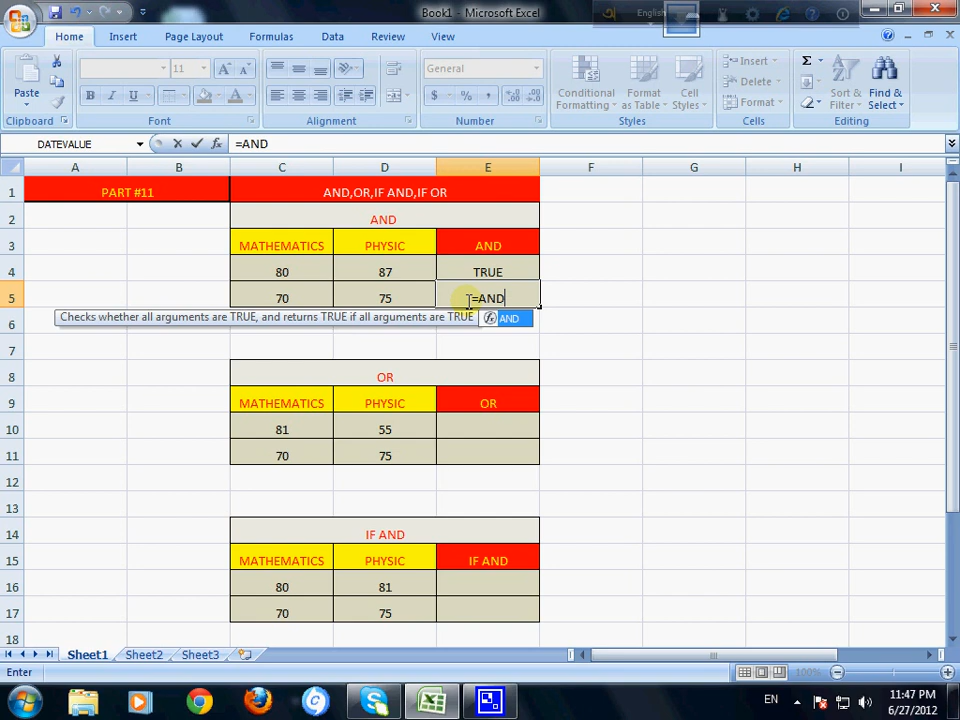 Book1 - Microsoft Excel
English
Home Insert Page Layout Formulas Data Review View
Paste
11
General
Conditional Formatting
Format as Table
Cell Styles
Insert
Delete
Format
Sort & Filter
Find & Select
Clipboard Font Alignment Number Styles Cells Editing
DATEVALUE fx =AND
A B C D E F G H I
1 PART #11 AND,OR,IF AND,IF OR
2 AND
3 MATHEMATICS PHYSIC AND
4 80 87 TRUE
5 70 75 =AND
6 Checks whether all arguments are TRUE, and returns TRUE if all arguments are TRUE fx AND
7
8 OR
9 MATHEMATICS PHYSIC OR
10 81 55
11 70 75
12
13
14 IF AND
15 MATHEMATICS PHYSIC IF AND
16 80 81
17 70 75
18
Sheet1 Sheet2 Sheet3
Enter 100%
EN 11:47 PM
6/27/2012